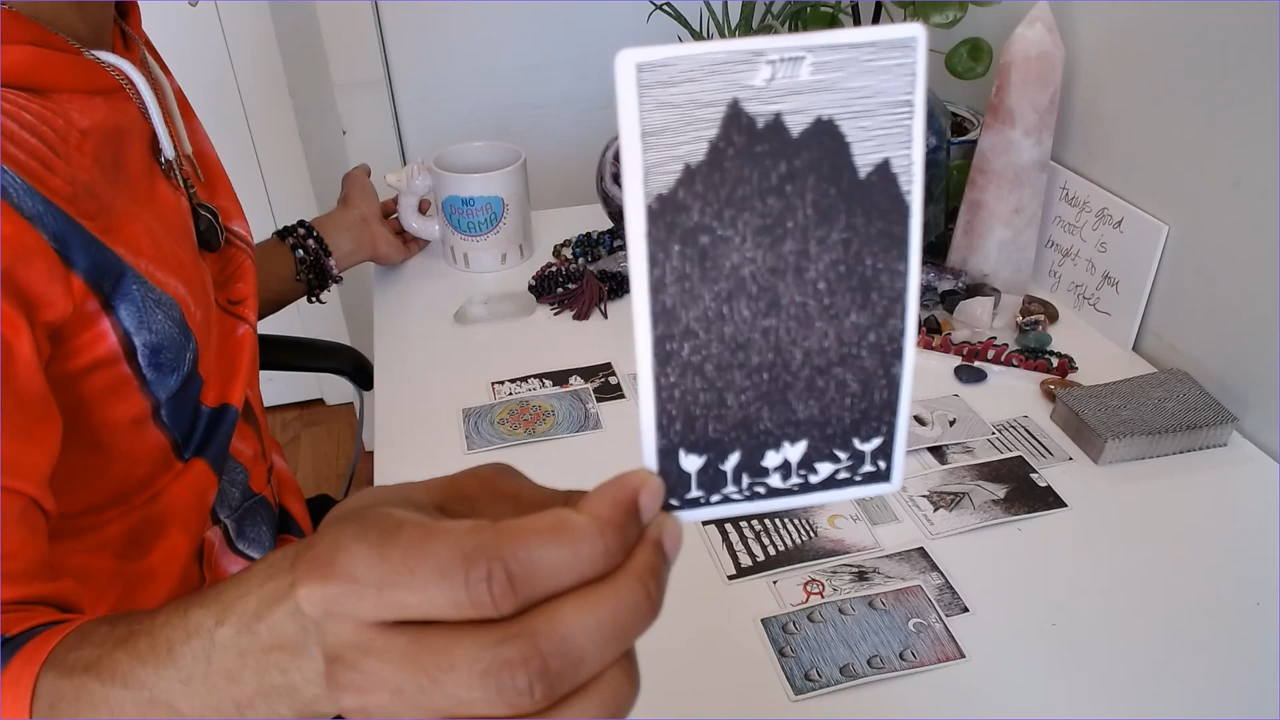 VIII
NO
DRAMA
LLAMA
today's good
mood is
brought to you
by coffee